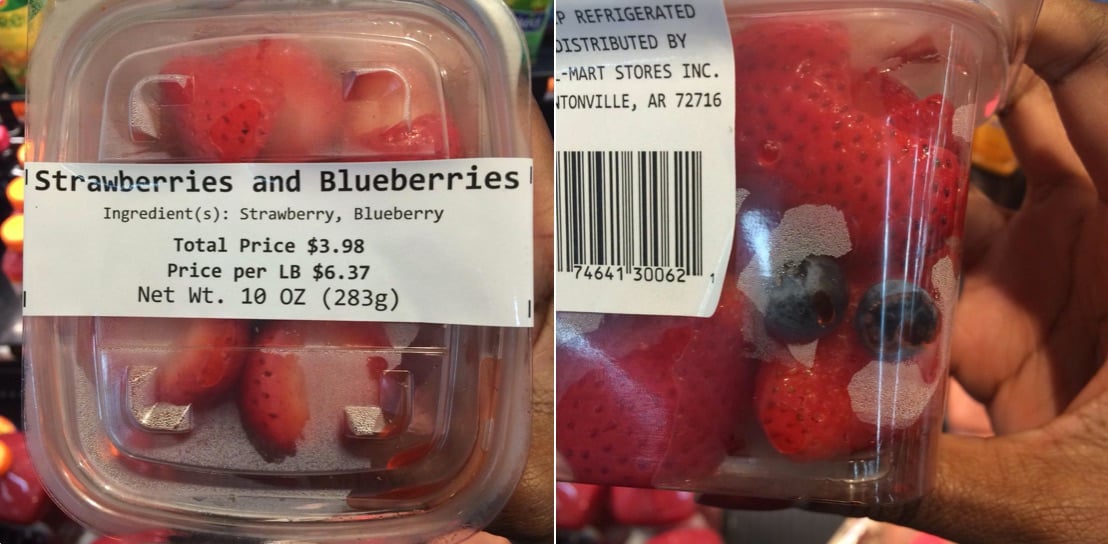 Strawberries and Blueberries
Ingredient(s): Strawberry, Blueberry
Total Price $3.98
Price per LB $6.37
Net Wt. 10 OZ (283g)
P REFRIGERATED
DISTRIBUTED BY
-MART STORES INC.
NTONVILLE, AR 72716
74641 30062 1